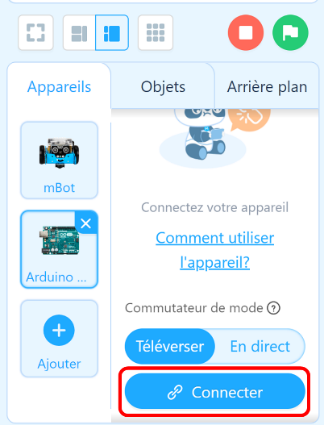 Appareils
Objets
Arrière plan
mBot
Arduino ...
Ajouter
Connectez votre appareil
Comment utiliser
l'appareil?
Commutateur de mode ?
Téléverser
En direct
Connecter